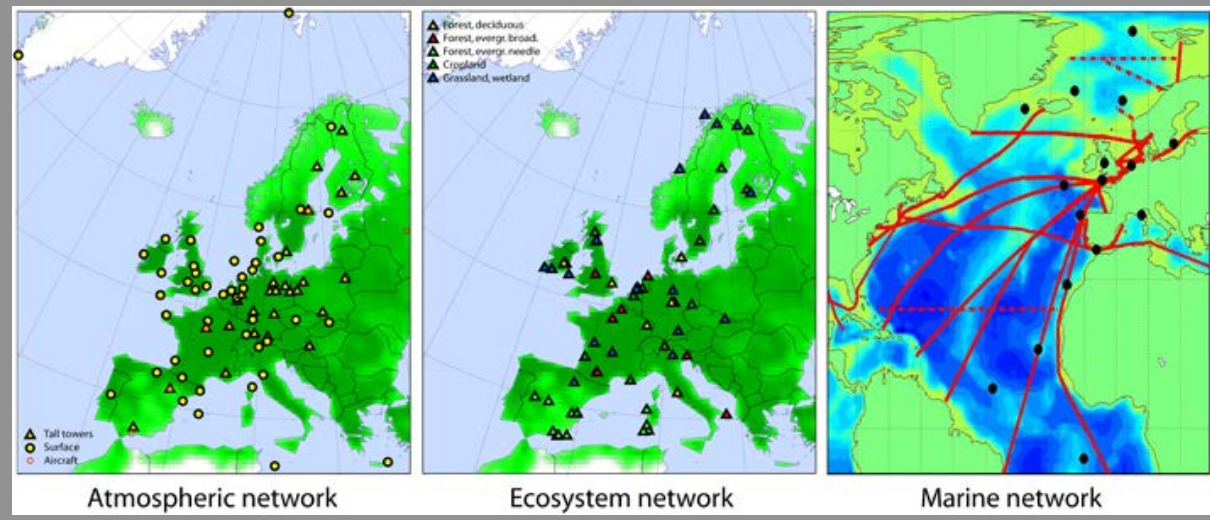 Forest, deciduous
Forest, evergr. broad.
Forest, evergr. needle
Cropland
Grassland, wetland
Tall towers
Surface
Aircraft
Atmospheric network
Ecosystem network
Marine network